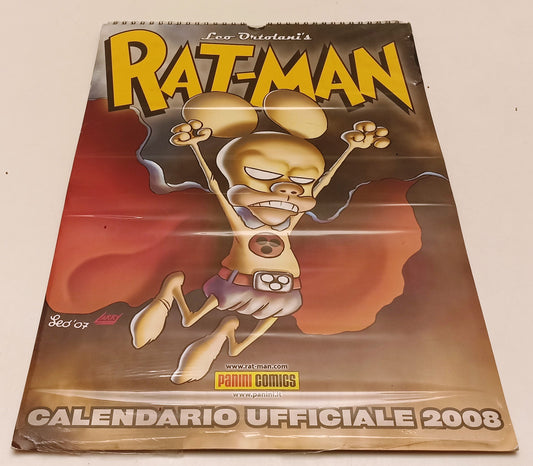 Leo Ortolani's
RAT-MAN
Leo '07
www.rat-man.com
PANINI COMICS
www.panini.it
CALENDARIO UFFICIALE 2008